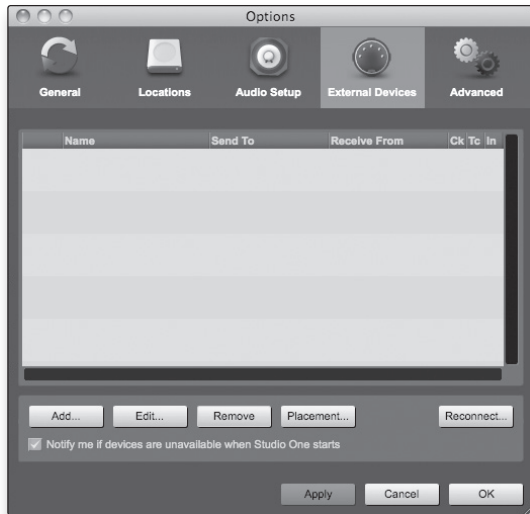 Options
General Locations Audio Setup External Devices Advanced
Name Send To Receive From Ck Tc In
Add... Edit... Remove Placement... Reconnect...
Notify me if devices are unavailable when Studio One starts
Apply Cancel OK